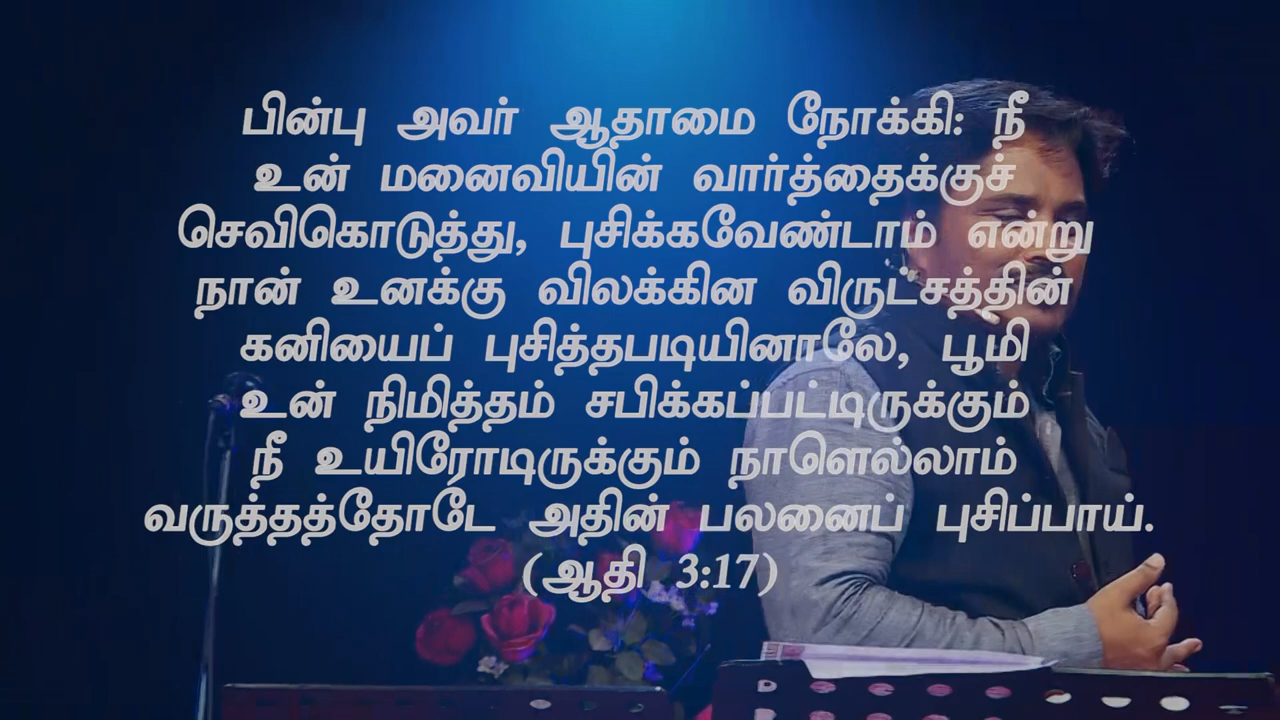 பின்பு அவர் ஆதாமை நோக்கி: நீ
உன் மனைவியின் வார்த்தைக்குச்
செவிகொடுத்து, புசிக்கவேண்டாம் என்று
நான் உனக்கு விலக்கின விருட்சத்தின்
கனியைப் புசித்தபடியினாலே, பூமி
உன் நிமித்தம் சபிக்கப்பட்டிருக்கும்
நீ உயிரோடிருக்கும் நாளெல்லாம்
வருத்தத்தோடே அதின் பலனைப் புசிப்பாய்.
(ஆதி 3:17)